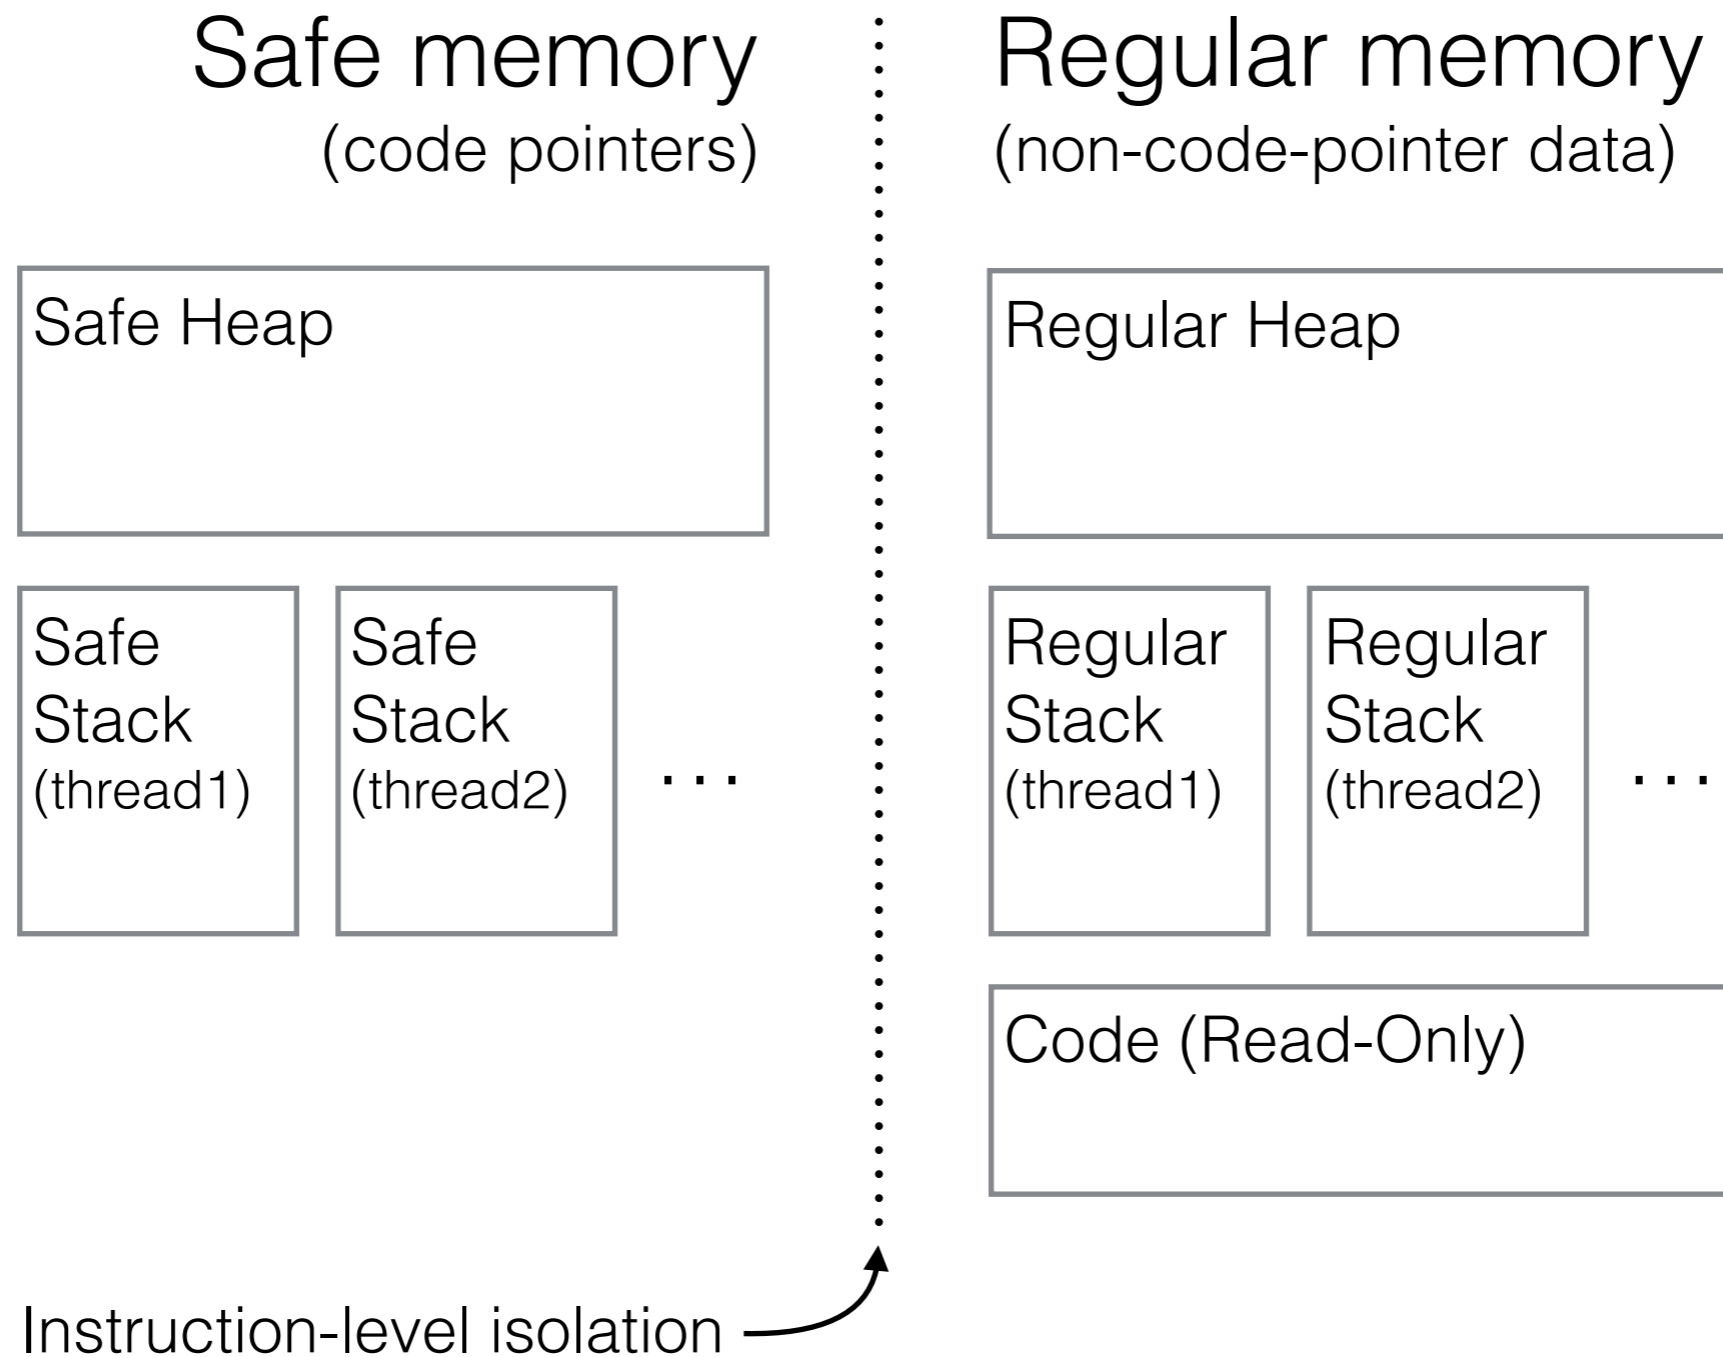 Safe memory
(code pointers)
Regular memory
(non-code-pointer data)
Safe Heap
Regular Heap
Safe
Stack
(thread1)
Safe
Stack
(thread2)
...
Regular
Stack
(thread1)
Regular
Stack
(thread2)
...
Code (Read-Only)
Instruction-level isolation